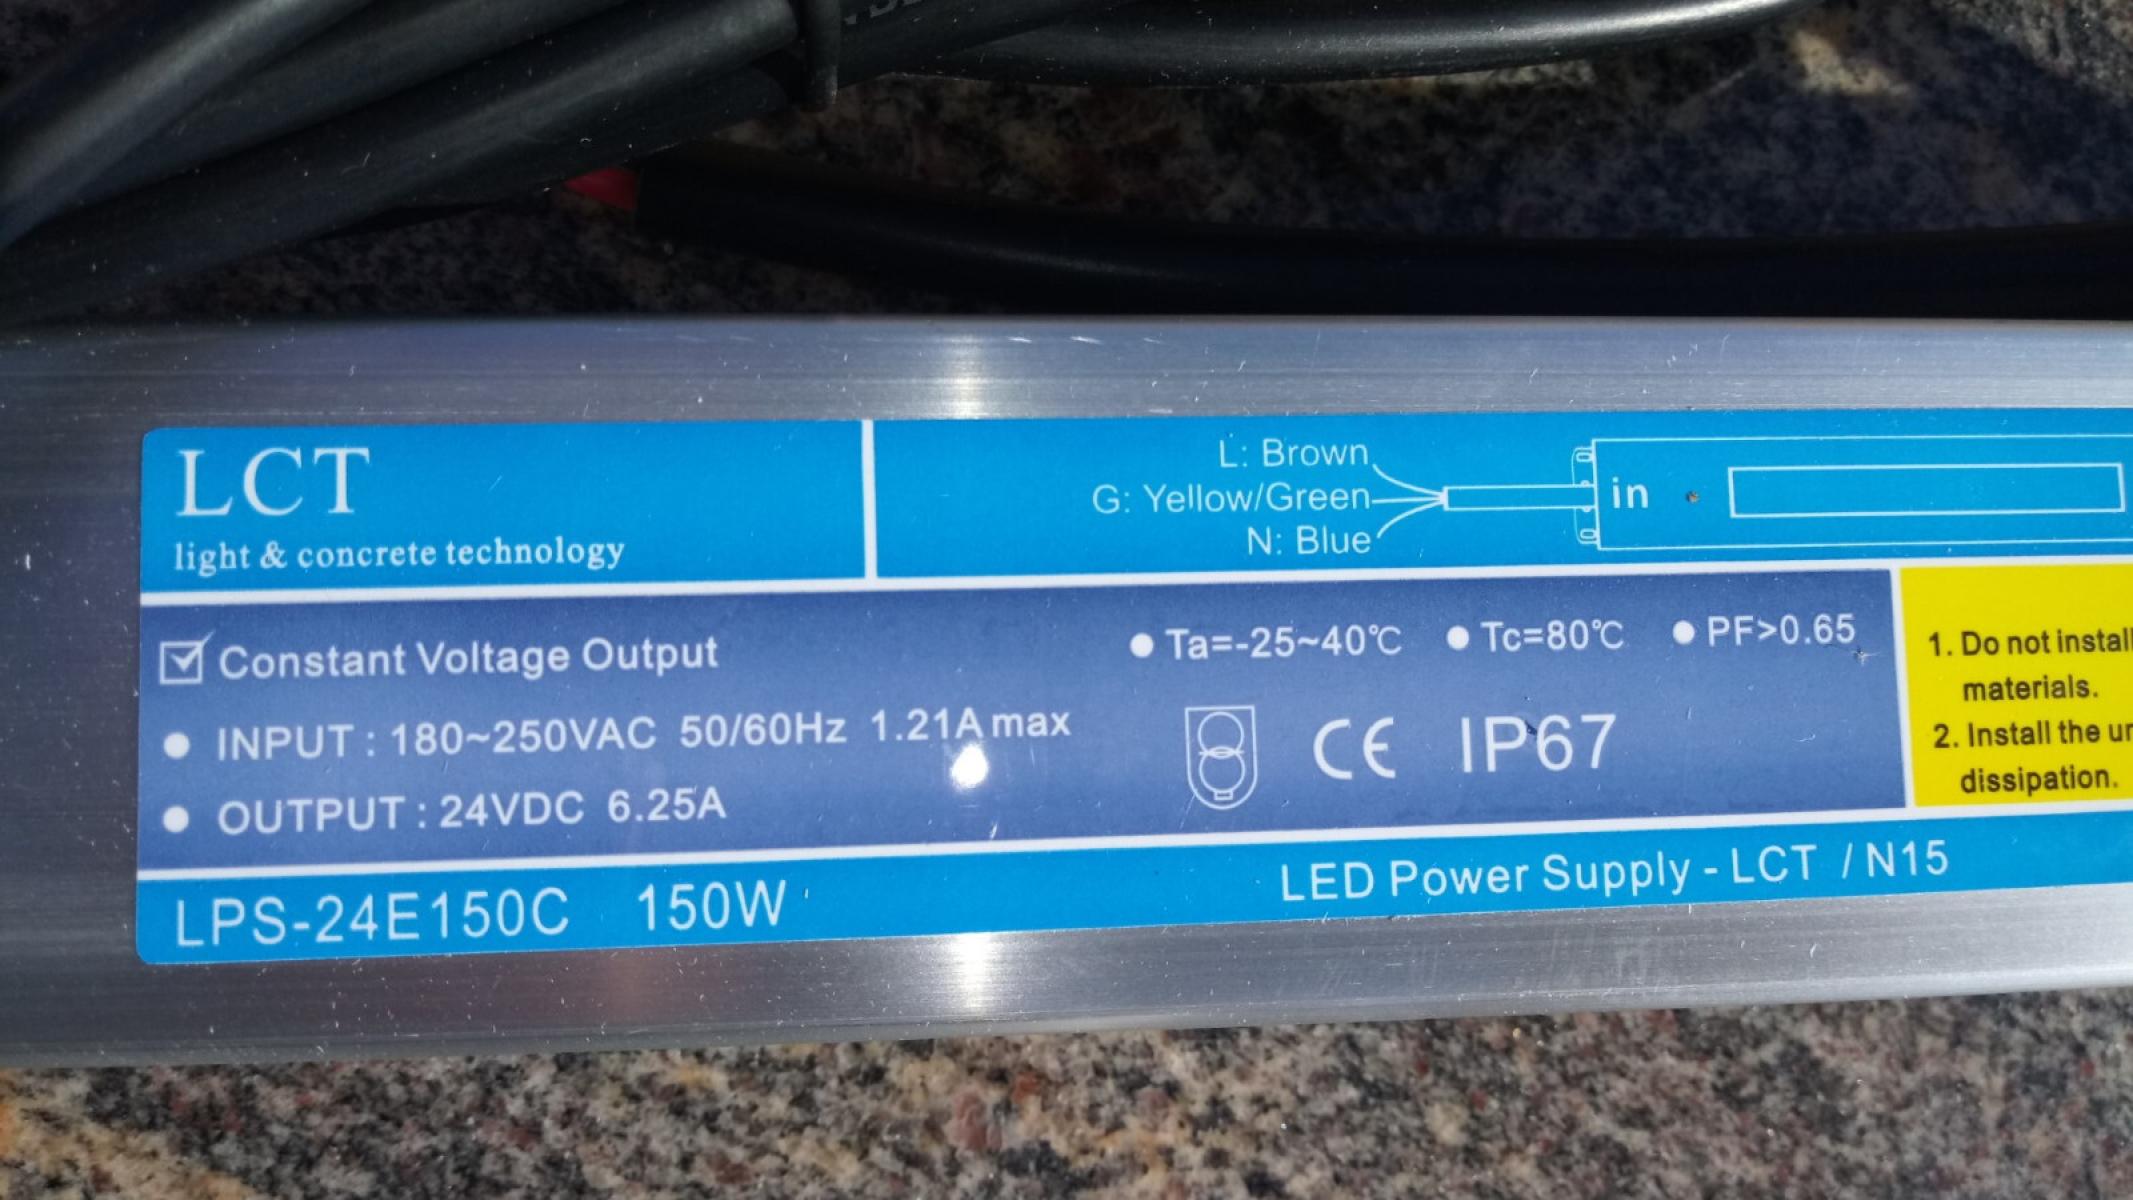 LCT
light & concrete technology
L: Brown
G: Yellow/Green
N: Blue
in
Constant Voltage Output
INPUT : 180~250VAC 50/60Hz 1.21A max
OUTPUT : 24VDC 6.25A
Ta=-25~40℃ Tc=80℃ PF>0.65
CE IP67
1. Do not install
materials.
2. Install the
dissipation.
LPS-24E150C 150W
LED Power Supply - LCT / N15